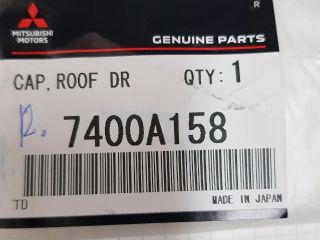 R
MITSUBISHI
MOTORS
GENUINE PARTS
CAP, ROOF DR QTY: 1
R. 7400A158
TD MADE IN JAPAN